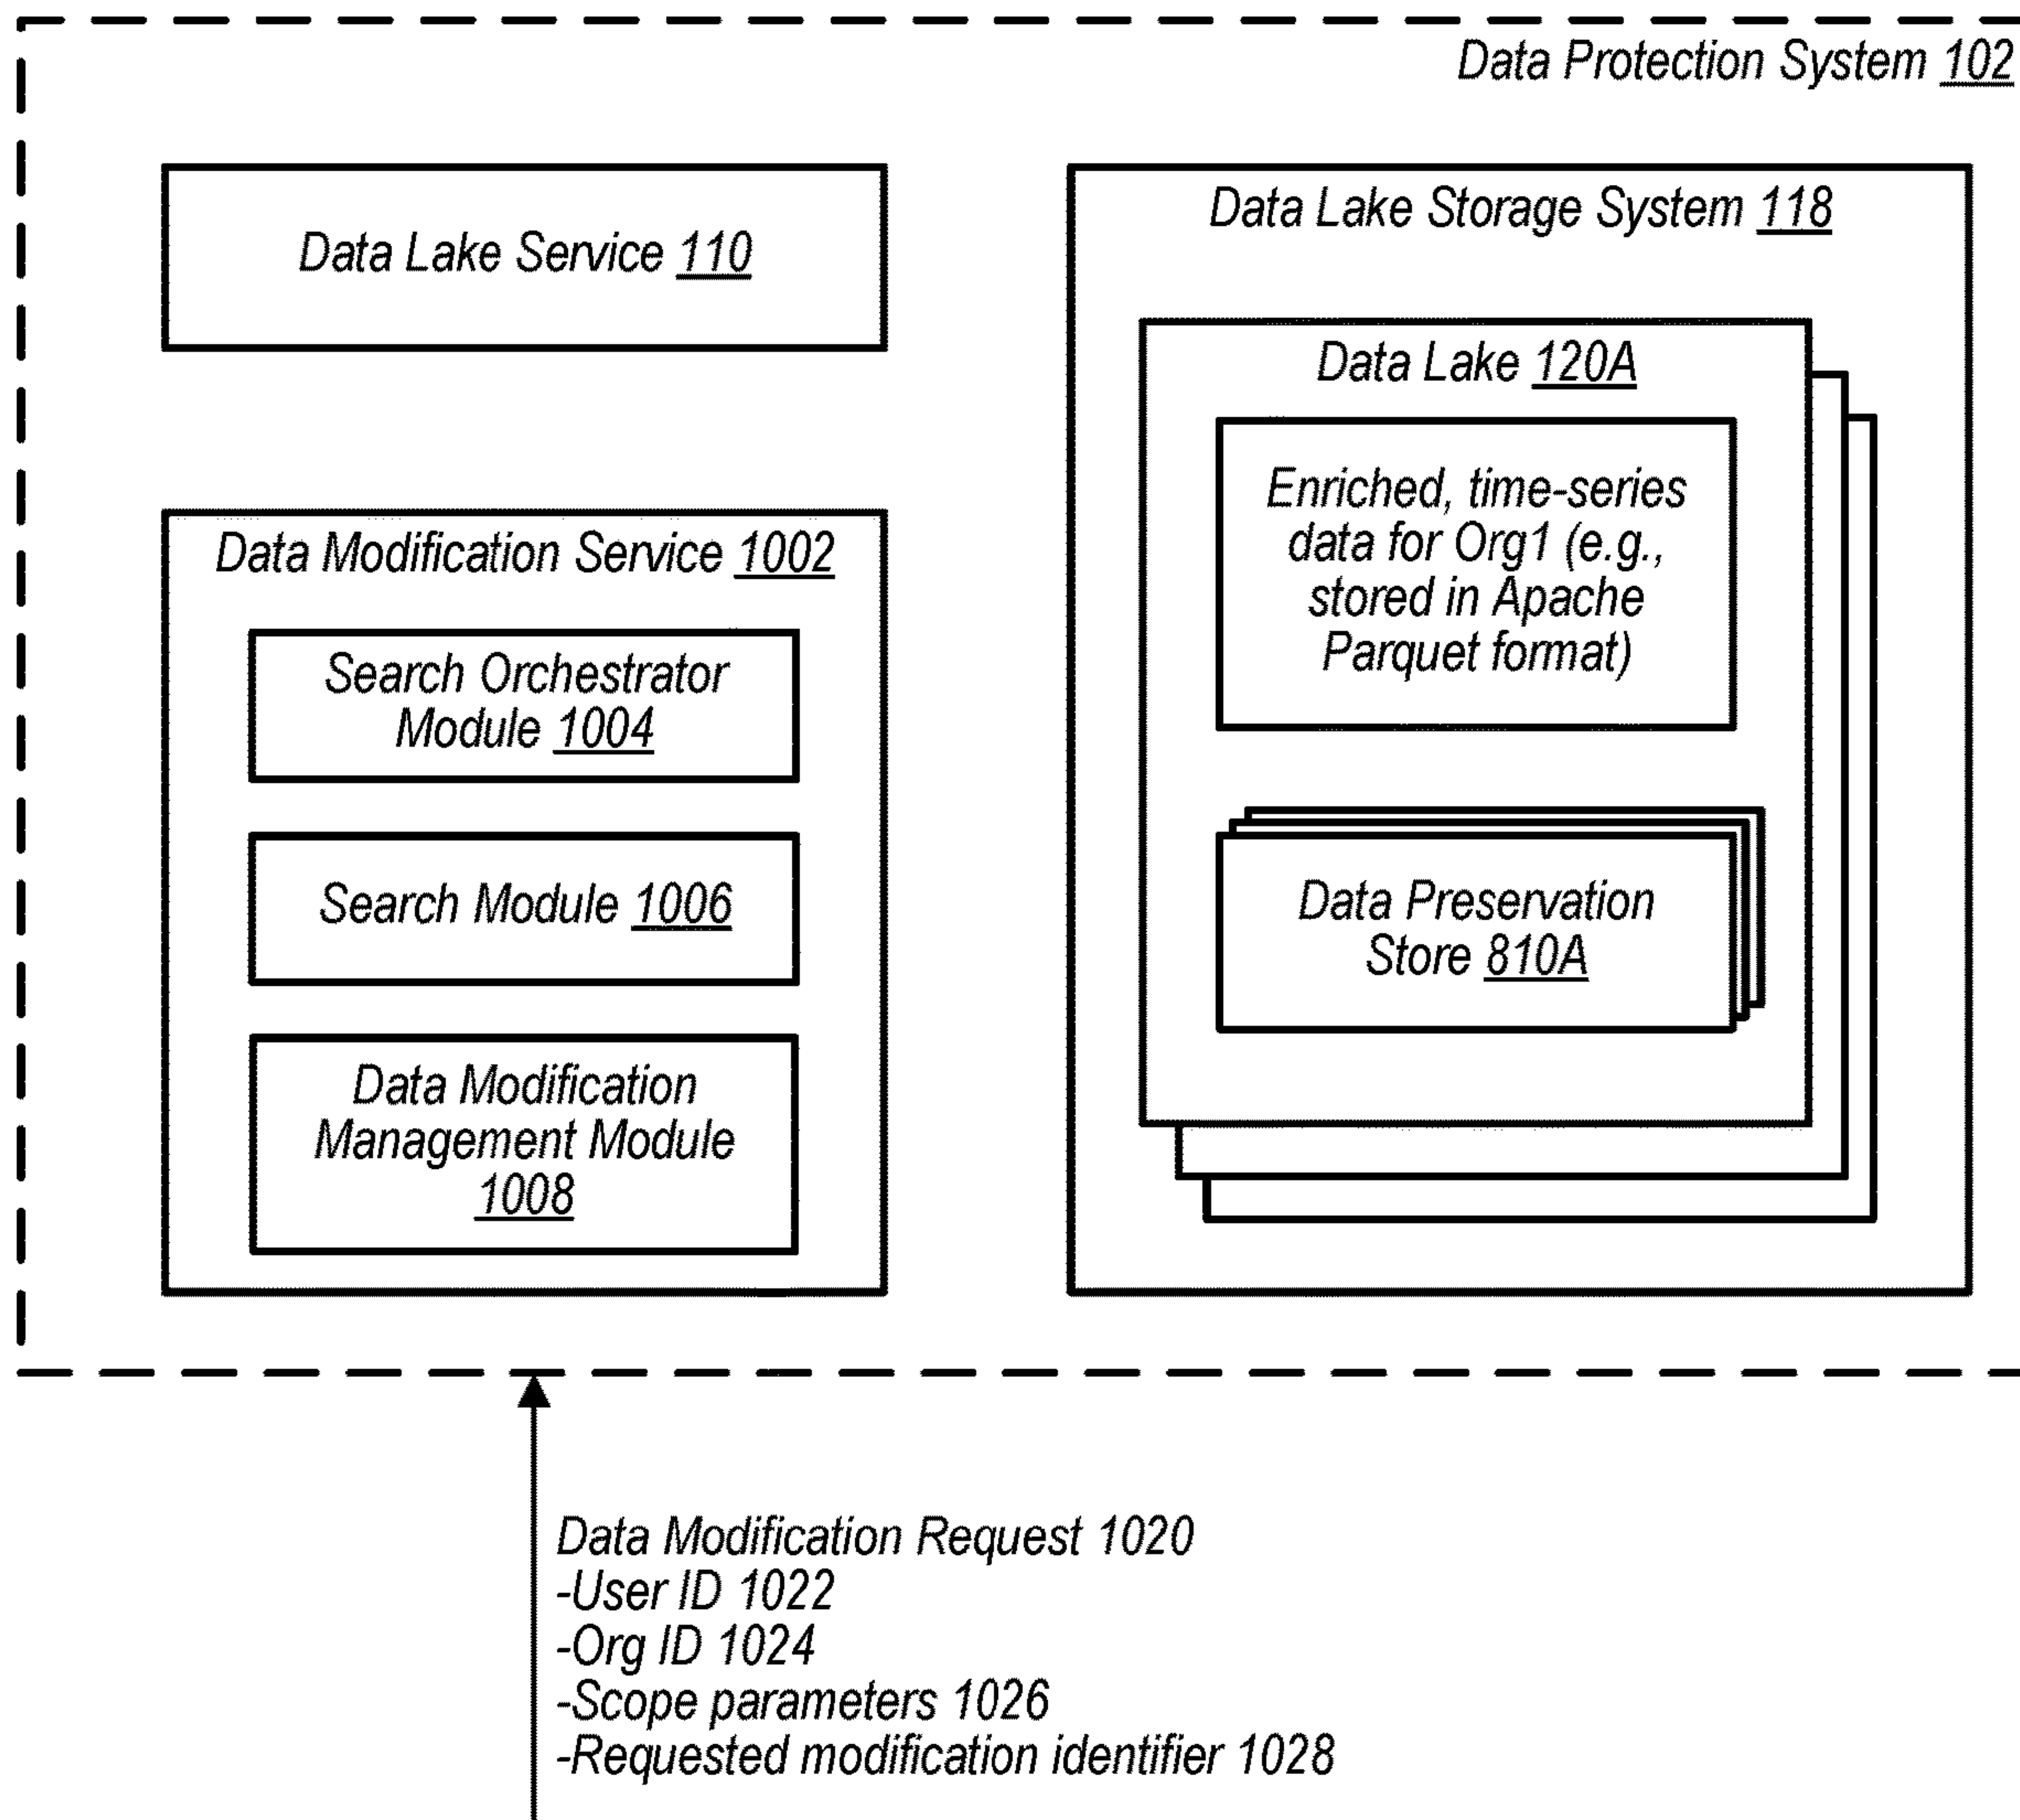 Data Protection System 102
Data Lake Service 110
Data Modification Service 1002
Search Orchestrator
Module 1004
Search Module 1006
Data Modification
Management Module
1008
Data Lake Storage System 118
Data Lake 120A
Enriched, time-series
data for Org1 (e.g.,
stored in Apache
Parquet format)
Data Preservation
Store 810A
Data Modification Request 1020
-User ID 1022
-Org ID 1024
-Scope parameters 1026
-Requested modification identifier 1028